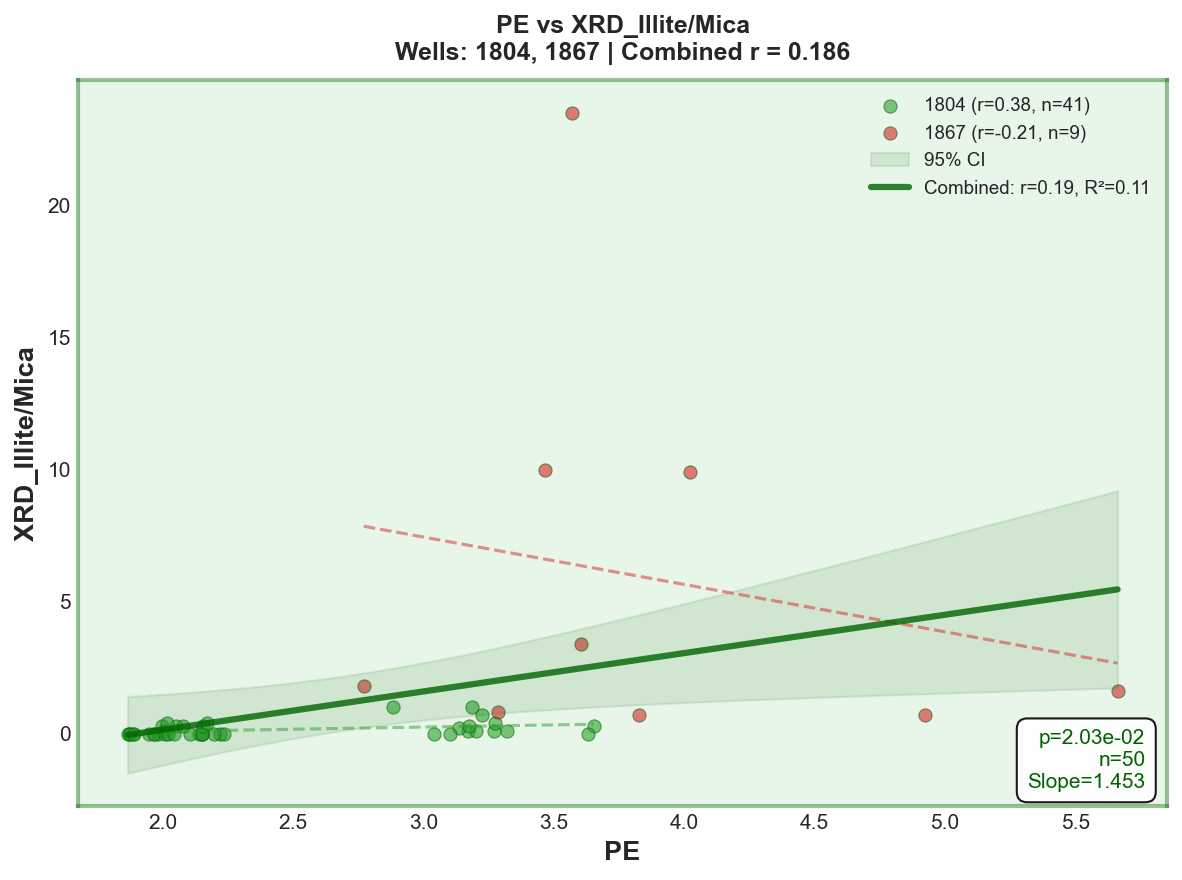 PE vs XRD_Illite/Mica
Wells: 1804, 1867 | Combined r = 0.186
1804 (r=0.38, n=41)
1867 (r=-0.21, n=9)
95% CI
Combined: r=0.19, R²=0.11
XRD_Illite/Mica
20
15
10
5
0
p=2.03e-02
n=50
Slope=1.453
2.0 2.5 3.0 3.5 4.0 4.5 5.0 5.5
PE